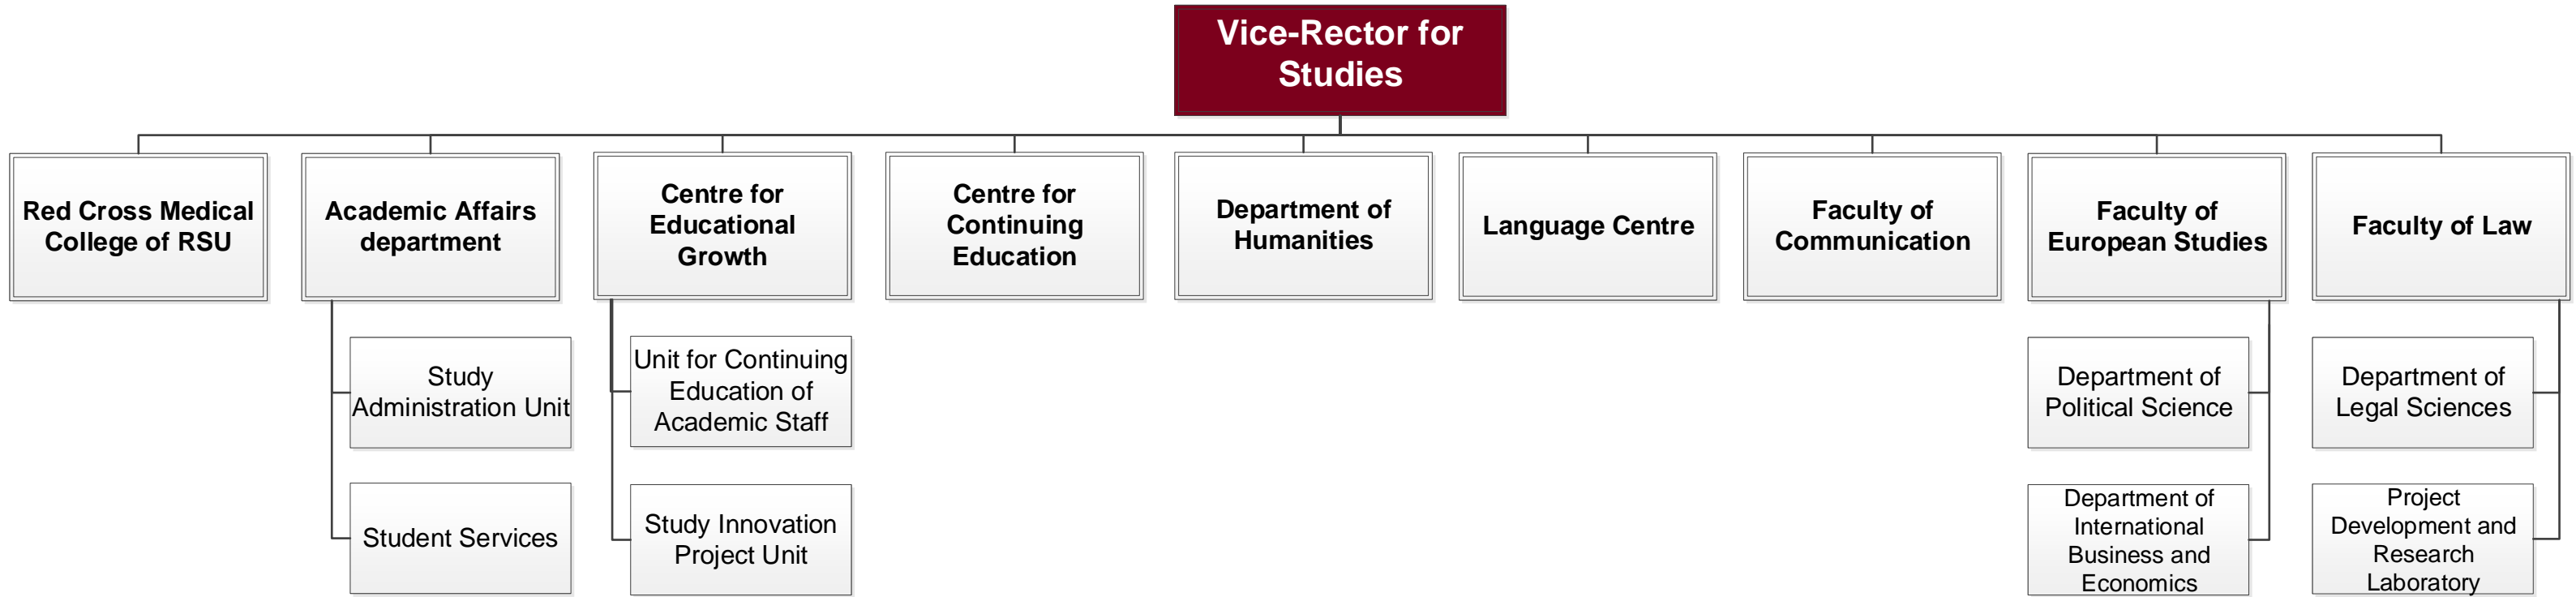 Vice-Rector for
Studies
Red Cross Medical
College of RSU
Academic Affairs
department
Centre for
Educational
Growth
Centre for
Continuing
Education
Department of
Humanities
Language Centre
Faculty of
Communication
Faculty of
European Studies
Faculty of Law
Study
Administration Unit
Unit for Continuing
Education of
Academic Staff
Department of
Political Science
Department of
Legal Sciences
Student Services
Study Innovation
Project Unit
Department of
International
Business and
Economics
Project
Development and
Research
Laboratory